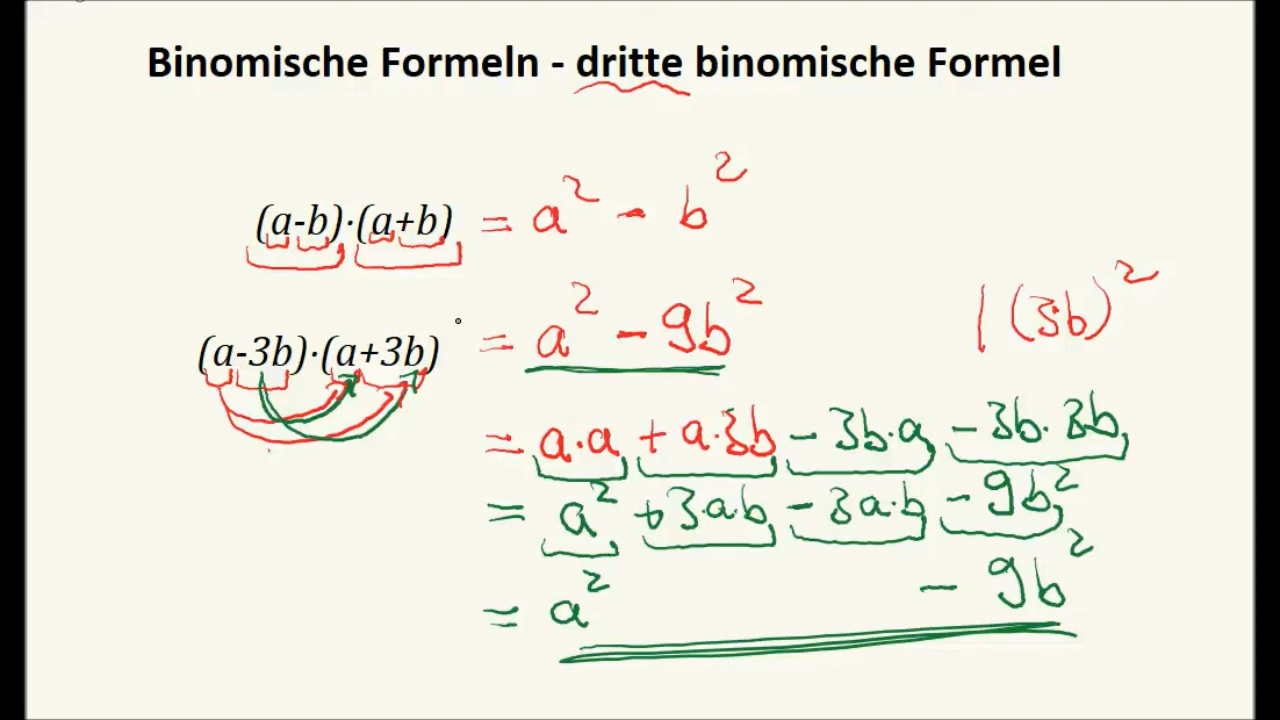 Binomische Formeln - dritte binomische Formel
(a-b)·(a+b) = a² - b²
(a-3b)·(a+3b) = a² - 9b² | (3b)²
= a·a + a·3b - 3b·a - 3b·3b
= a² + 3·a·b - 3a·b - 9b²
= a² - 9b²